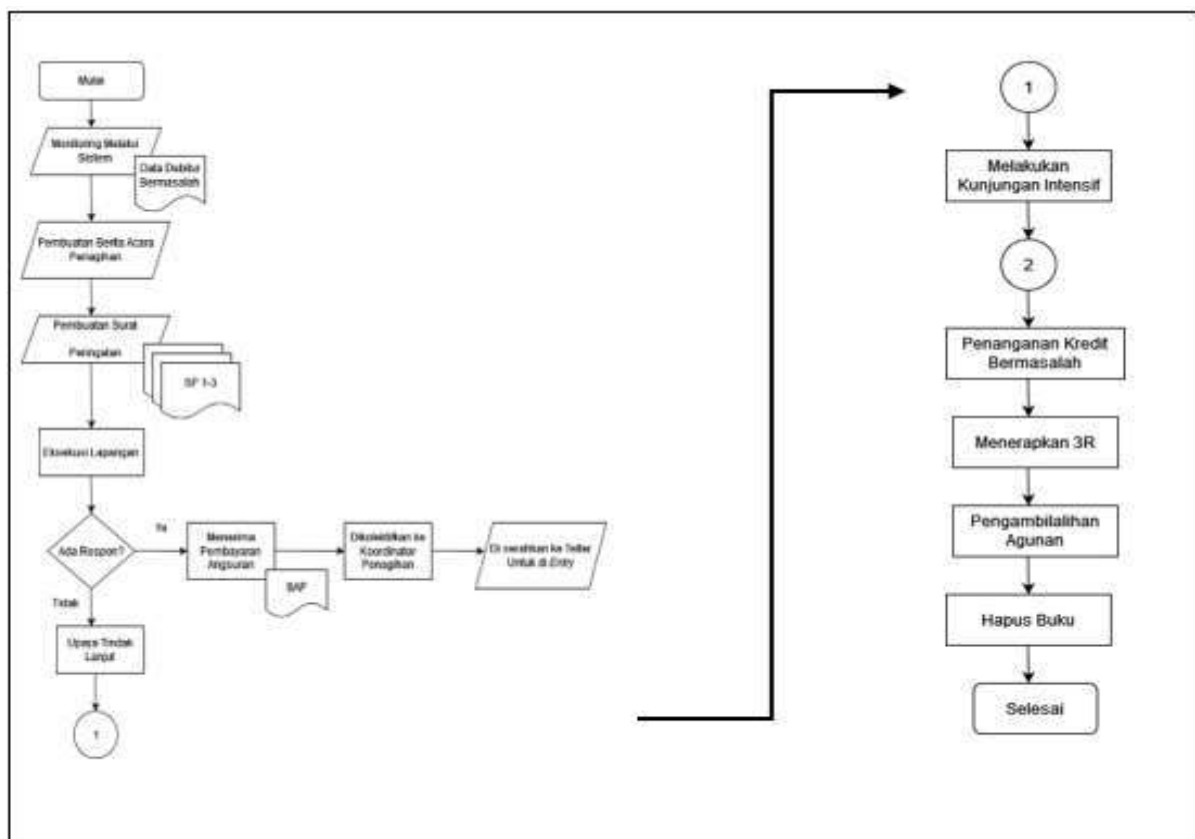 Mulai
Monitoring Melalui
Sistem
Data Debitur
Bermasalah
Pembuatan Berita Acara
Penagihan
Pembuatan Surat
Peringatan
SP 1-3
Eksekusi Lapangan
Ada Respon?
Ya
Menerima
Pembayaran
Angsuran
BAP
Dikolektifkan ke
Koordinator
Penagihan
Di serahkan ke Teller
Untuk di Entry
Tidak
Upaya Tindak
Lanjut
1
1
Melakukan
Kunjungan Intensif
2
Penanganan Kredit
Bermasalah
Menerapkan 3R
Pengambilalihan
Agunan
Hapus Buku
Selesai